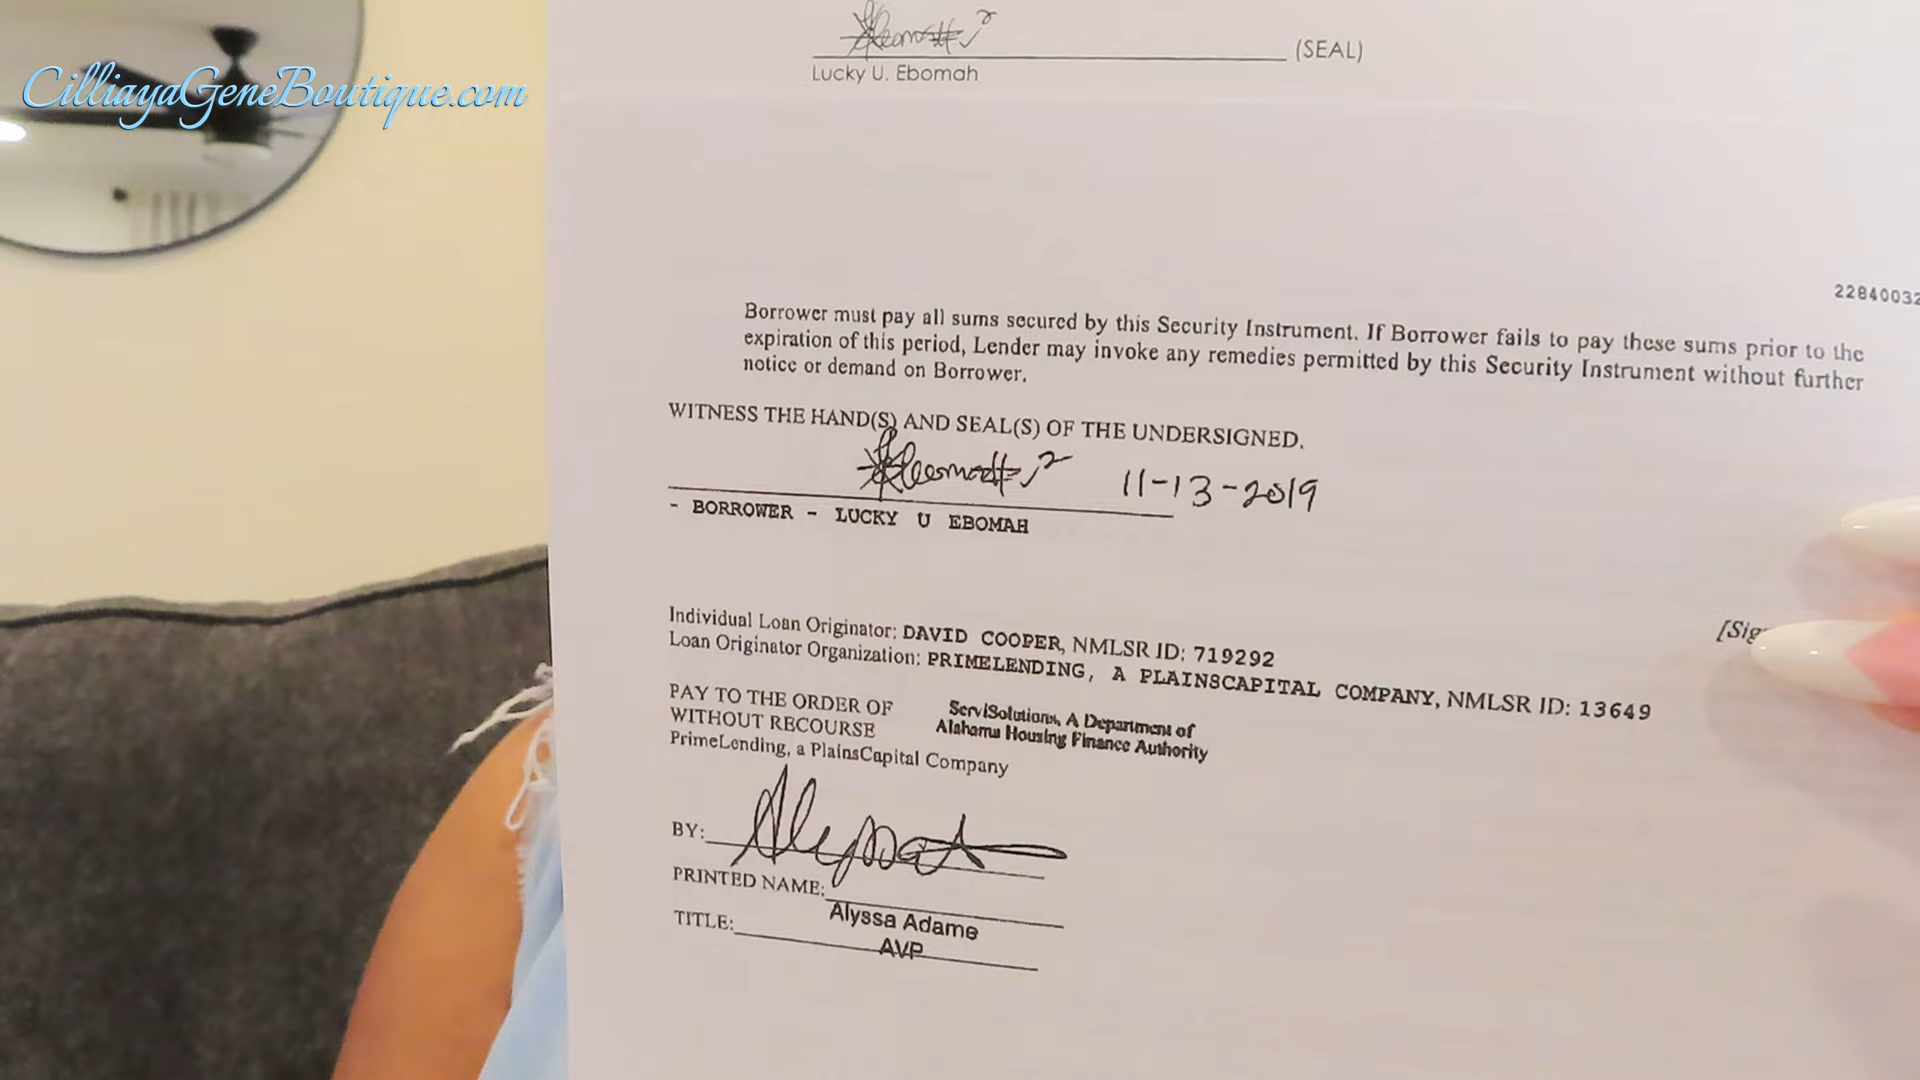 CilliayaGeneBoutique.com
(SEAL)
Lucky U. Ebomah
22840032
Borrower must pay all sums secured by this Security Instrument. If Borrower fails to pay these sums prior to the
expiration of this period, Lender may invoke any remedies permitted by this Security Instrument without further
notice or demand on Borrower.
WITNESS THE HAND(S) AND SEAL(S) OF THE UNDERSIGNED.
11-13-2019
- BORROWER - LUCKY U EBOMAH
[Sig
Individual Loan Originator: DAVID COOPER, NMLSR ID: 719292
Loan Originator Organization: PRIMELENDING, A PLAINSCAPITAL COMPANY, NMLSR ID: 13649
PAY TO THE ORDER OF ServiSolutions, A Department of
WITHOUT RECOURSE Alabama Housing Finance Authority
PrimeLending, a PlainsCapital Company
BY:
PRINTED NAME:
Alyssa Adame
TITLE:
AVP